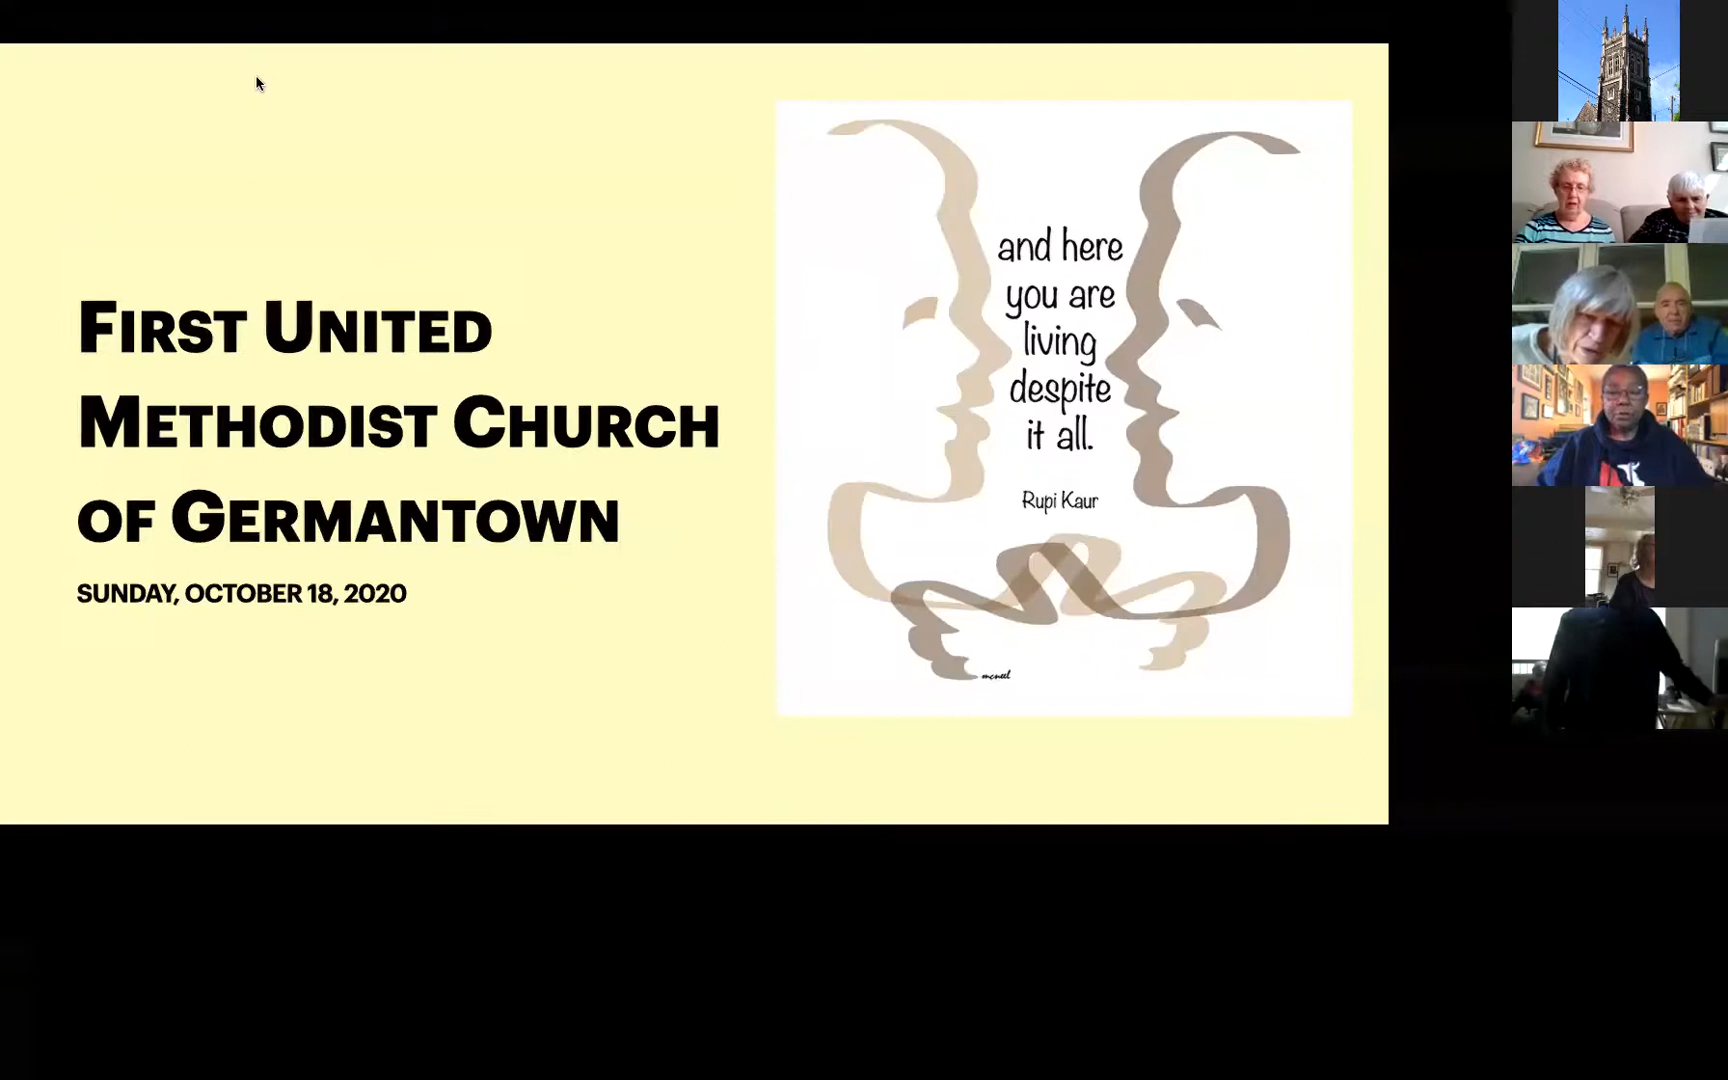 FIRST UNITED
METHODIST CHURCH
OF GERMANTOWN
SUNDAY, OCTOBER 18, 2020
and here
you are
living
despite
it all.
Rupi Kaur
mcneel